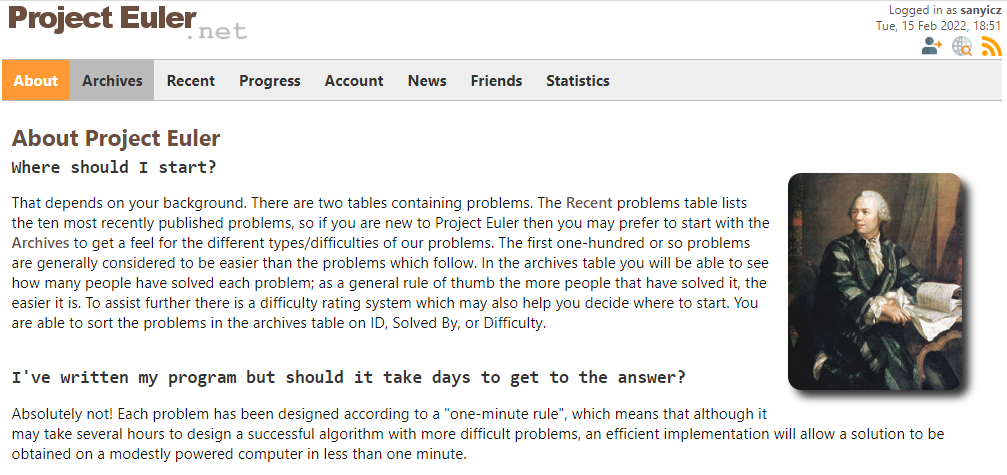 Project Euler
.net
Logged in as sanyicz
Tue, 15 Feb 2022, 18:51
About Archives Recent Progress Account News Friends Statistics
About Project Euler
Where should I start?
That depends on your background. There are two tables containing problems. The Recent problems table lists
the ten most recently published problems, so if you are new to Project Euler then you may prefer to start with the
Archives to get a feel for the different types/difficulties of our problems. The first one-hundred or so problems
are generally considered to be easier than the problems which follow. In the archives table you will be able to see
how many people have solved each problem; as a general rule of thumb the more people that have solved it, the
easier it is. To assist further there is a difficulty rating system which may also help you decide where to start. You
are able to sort the problems in the archives table on ID, Solved By, or Difficulty.
I've written my program but should it take days to get to the answer?
Absolutely not! Each problem has been designed according to a "one-minute rule", which means that although it
may take several hours to design a successful algorithm with more difficult problems, an efficient implementation will allow a solution to be
obtained on a modestly powered computer in less than one minute.